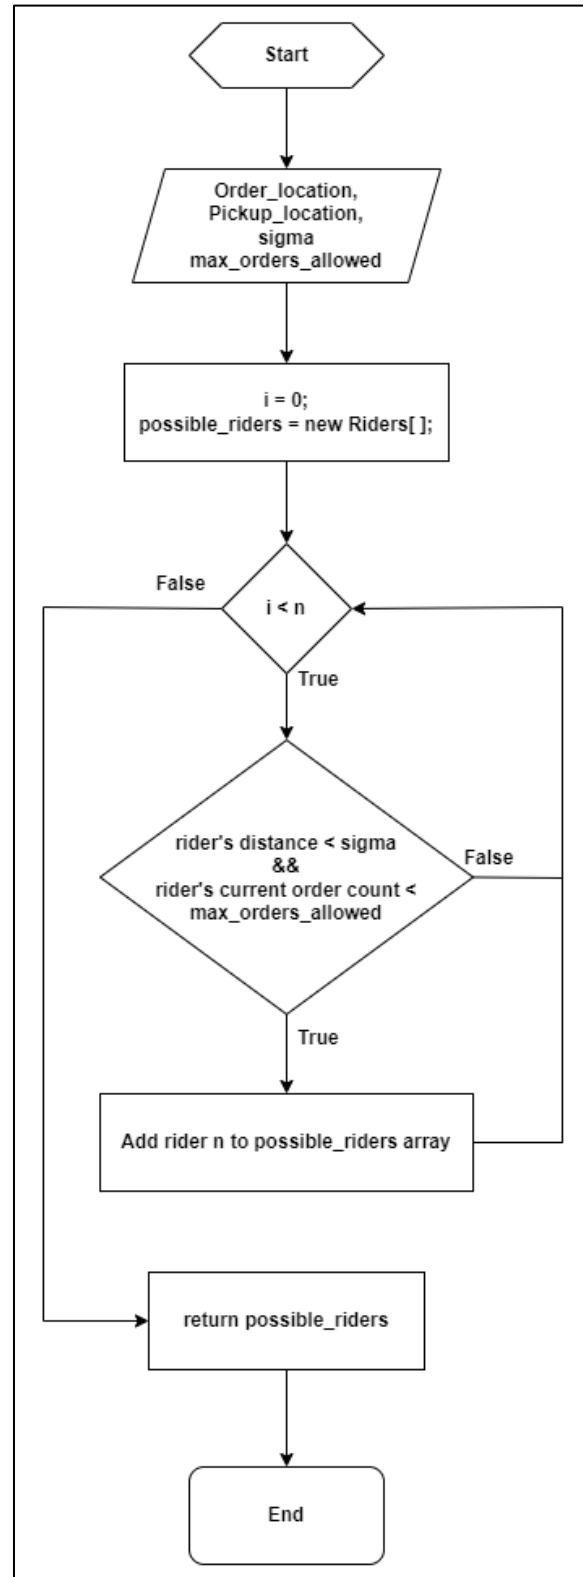 Start
Order_location,
Pickup_location,
sigma
max_orders_allowed
i = 0;
possible_riders = new Riders[ ];
False
i < n
True
rider's distance < sigma
&&
rider's current order count <
max_orders_allowed
False
True
Add rider n to possible_riders array
return possible_riders
End